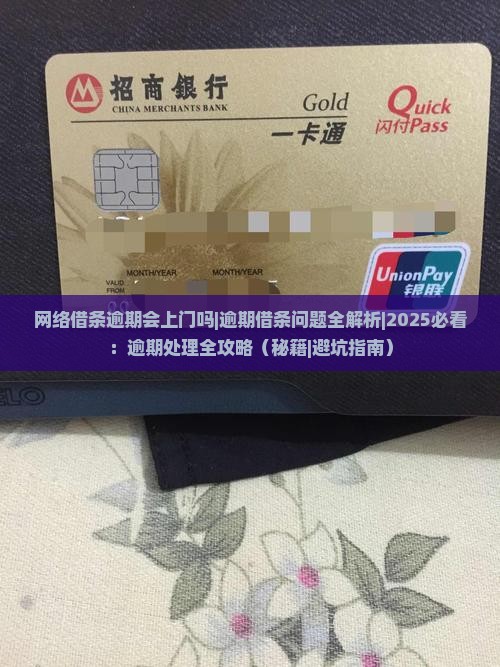 招商銀行
CHINA MERCHANTS BANK
Gold
一卡通
Quick
闪付Pass
MONTH/YEAR
MONTH/YEAR
VALID
FROM
UnionPay
银联
网络借条逾期会上门吗|逾期借条问题全解析|2025必看
：逾期处理全攻略（秘籍|避坑指南）
ELO